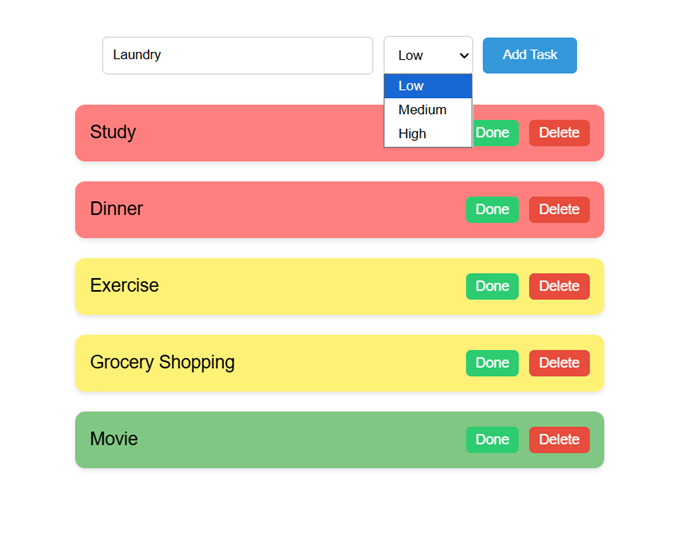 Laundry Low Add Task
Low
Medium
High
Study Done Delete
Dinner Done Delete
Exercise Done Delete
Grocery Shopping Done Delete
Movie Done Delete